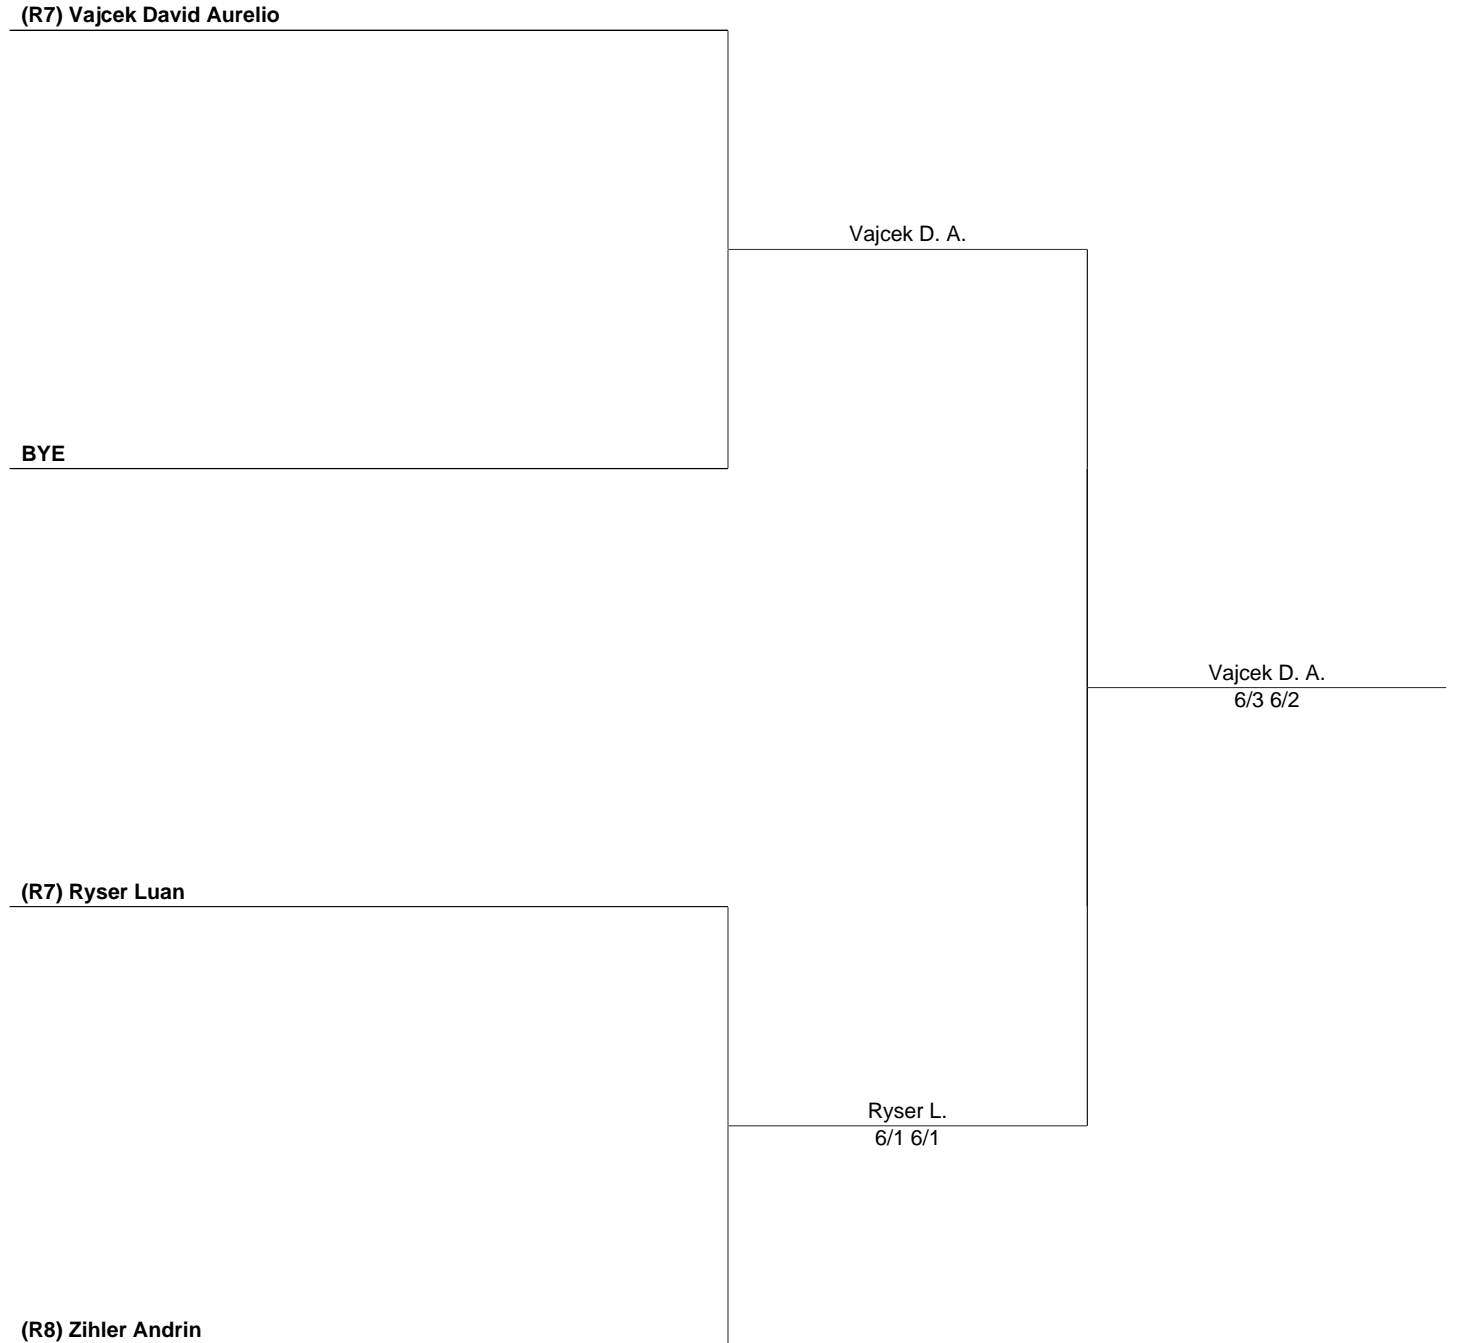 (R7) Vajcek David Aurelio
Vajcek D. A.
BYE
Vajcek D. A.
6/3 6/2
(R7) Ryser Luan
Ryser L.
6/1 6/1
(R8) Zihler Andrin